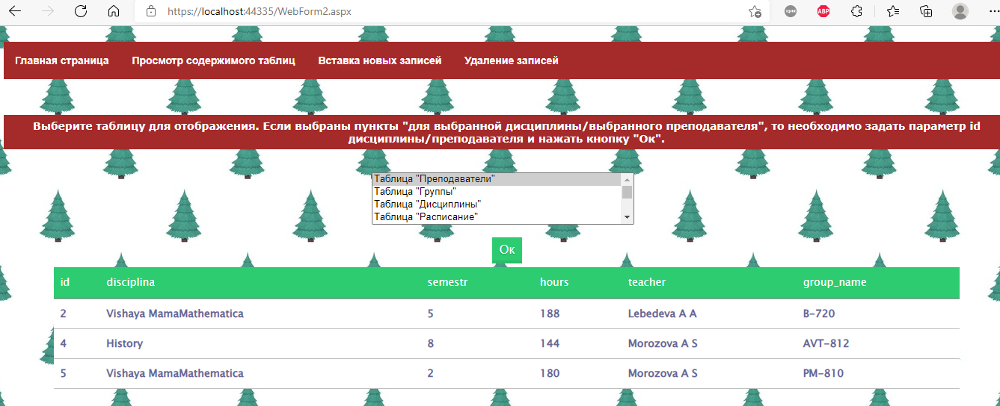 https://localhost:44335/WebForm2.aspx
IQHR
ABP
Главная страница Просмотр содержимого таблиц Вставка новых записей Удаление записей
Выберите таблицу для отображения. Если выбраны пункты "для выбранной дисциплины/выбранного преподавателя", то необходимо задать параметр id
дисциплины/преподавателя и нажать кнопку "Ок".
Таблица "Преподаватели"
Таблица "Группы"
Таблица "Дисциплины"
Таблица "Расписание"
Ок
id disciplina semestr hours teacher group_name
2 Vishaya MamaMathematica 5 188 Lebedeva A A B-720
4 History 8 144 Morozova A S AVT-812
5 Vishaya MamaMathematica 2 180 Morozova A S PM-810